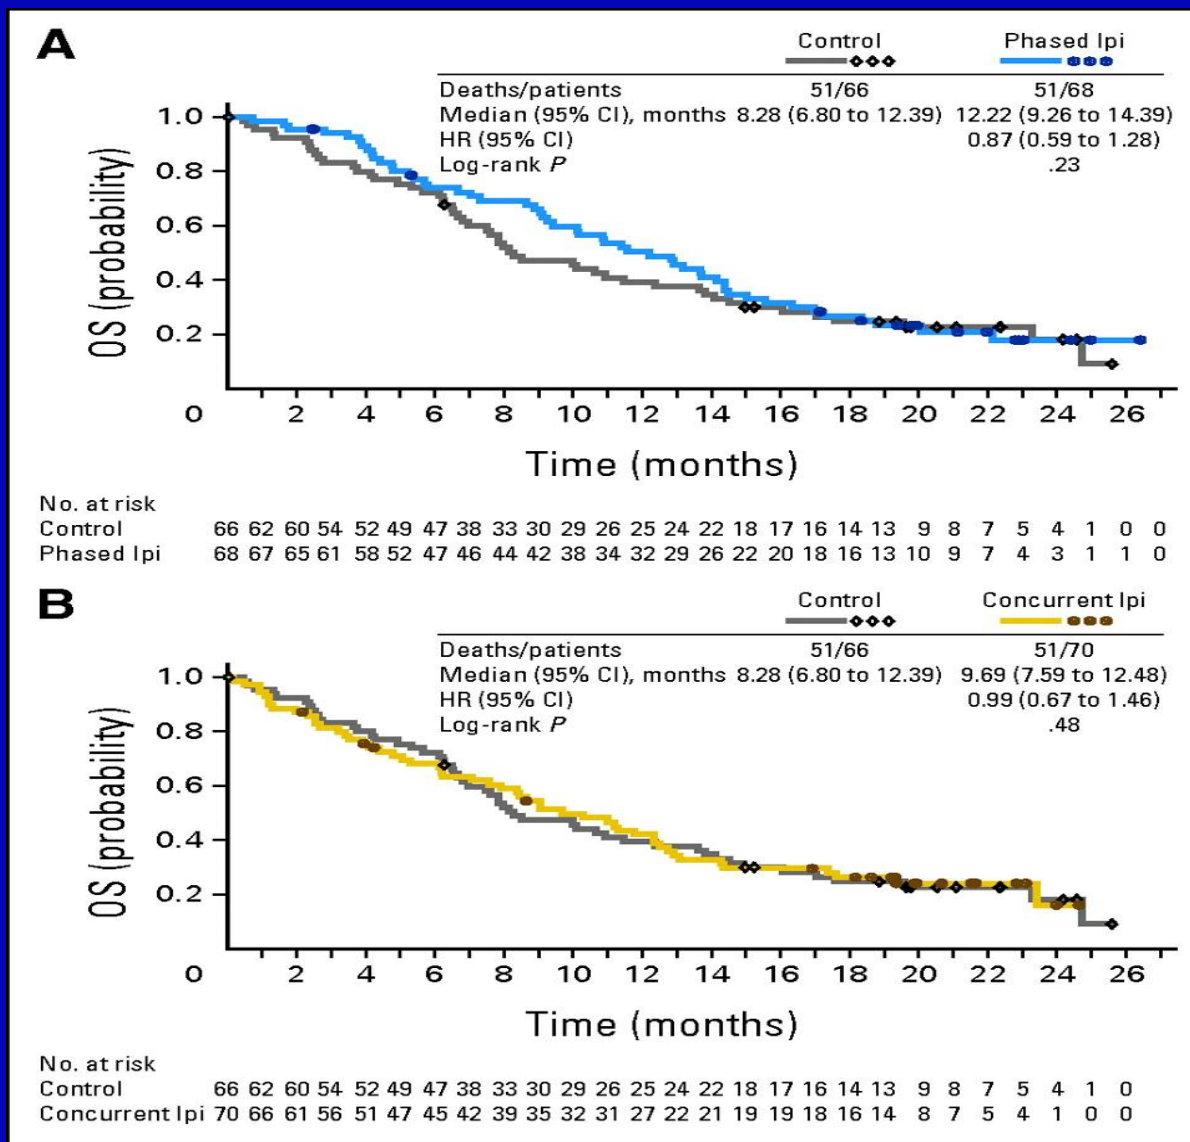 A
Control Phased Ipi
Deaths/patients 51/66 51/68
Median (95% CI), months 8.28 (6.80 to 12.39) 12.22 (9.26 to 14.39)
HR (95% CI) 0.87 (0.59 to 1.28)
Log-rank P .23
OS (probability)
1.0
0.8
0.6
0.4
0.2
0 2 4 6 8 10 12 14 16 18 20 22 24 26
Time (months)
No. at risk
Control 66 62 60 54 52 49 47 38 33 30 29 26 25 24 22 18 17 16 14 13 9 8 7 5 4 1 0 0
Phased Ipi 68 67 65 61 58 52 47 46 44 42 38 34 32 29 26 22 20 18 16 13 10 9 7 4 3 1 1 0
B
Control Concurrent Ipi
Deaths/patients 51/66 51/70
Median (95% CI), months 8.28 (6.80 to 12.39) 9.69 (7.59 to 12.48)
HR (95% CI) 0.99 (0.67 to 1.46)
Log-rank P .48
OS (probability)
1.0
0.8
0.6
0.4
0.2
0 2 4 6 8 10 12 14 16 18 20 22 24 26
Time (months)
No. at risk
Control 66 62 60 54 52 49 47 38 33 30 29 26 25 24 22 18 17 16 14 13 9 8 7 5 4 1 0
Concurrent Ipi 70 66 61 56 51 47 45 42 39 35 32 31 27 22 21 19 19 18 16 14 8 7 5 4 1 0 0